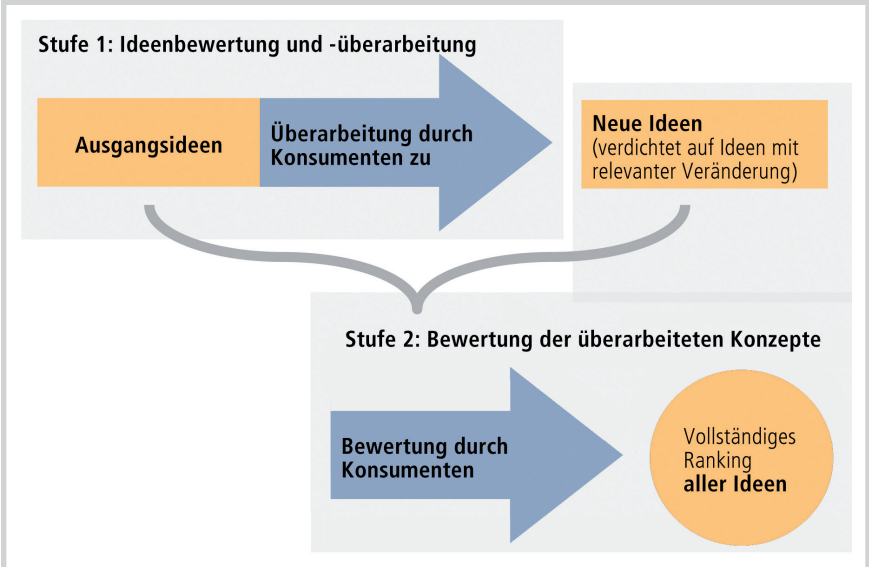 Stufe 1: Ideenbewertung und -überarbeitung
Ausgangsideen
Überarbeitung durch
Konsumenten zu
Neue Ideen
(verdichtet auf Ideen mit
relevanter Veränderung)
Stufe 2: Bewertung der überarbeiteten Konzepte
Bewertung durch
Konsumenten
Vollständiges
Ranking
aller Ideen